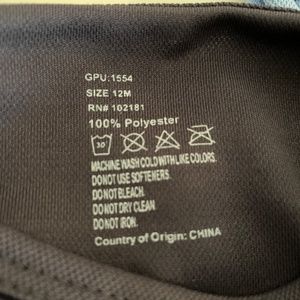 GPU:1554
SIZE 12M
RN# 102181
100% Polyester
30°
MACHINE WASH COLD WITH LIKE COLORS.
DO NOT USE SOFTENERS.
DO NOT BLEACH.
DO NOT DRY CLEAN
DO NOT IRON.
Country of Origin: CHINA